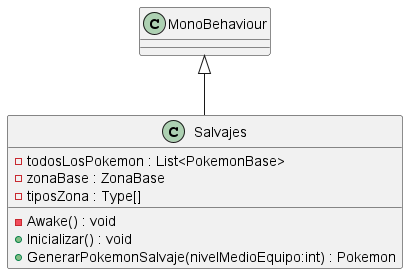 C MonoBehaviour
C Salvajes
todosLosPokemon : List<PokemonBase>
zonaBase : ZonaBase
tiposZona : Type[]
Awake() : void
Inicializar() : void
GenerarPokemonSalvaje(nivelMedioEquipo:int) : Pokemon